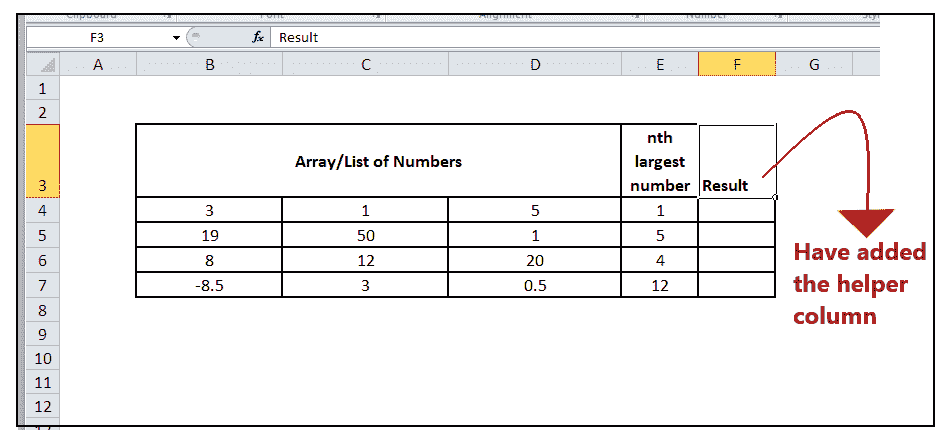 Clipboard Font Alignment Number
F3 fx Result
A B C D E F G
1
2
nth
Array/List of Numbers largest
3 number Result
4 3 1 5 1
5 19 50 1 5
6 8 12 20 4
7 -8.5 3 0.5 12
Have added
the helper
column
8
9
10
11
12